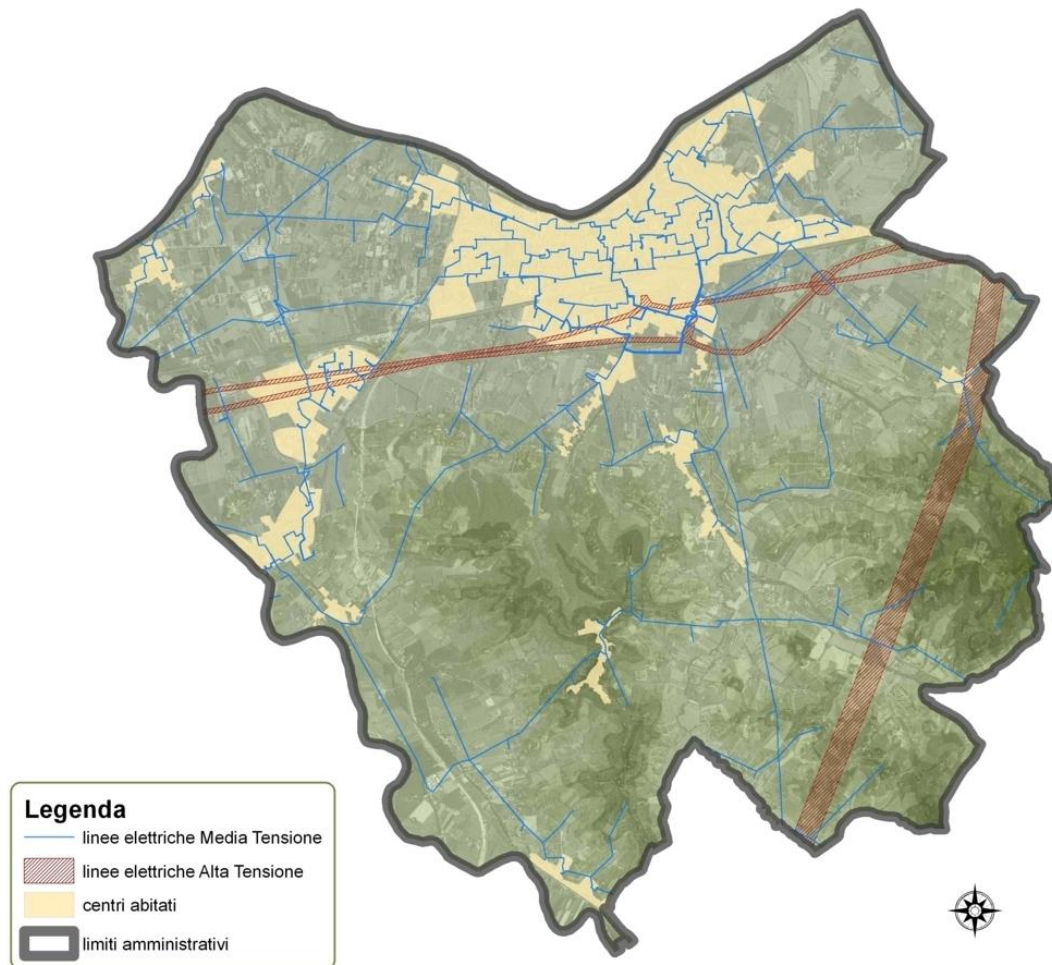 Legenda
linee elettriche Media Tensione
linee elettriche Alta Tensione
centri abitati
limiti amministrativi